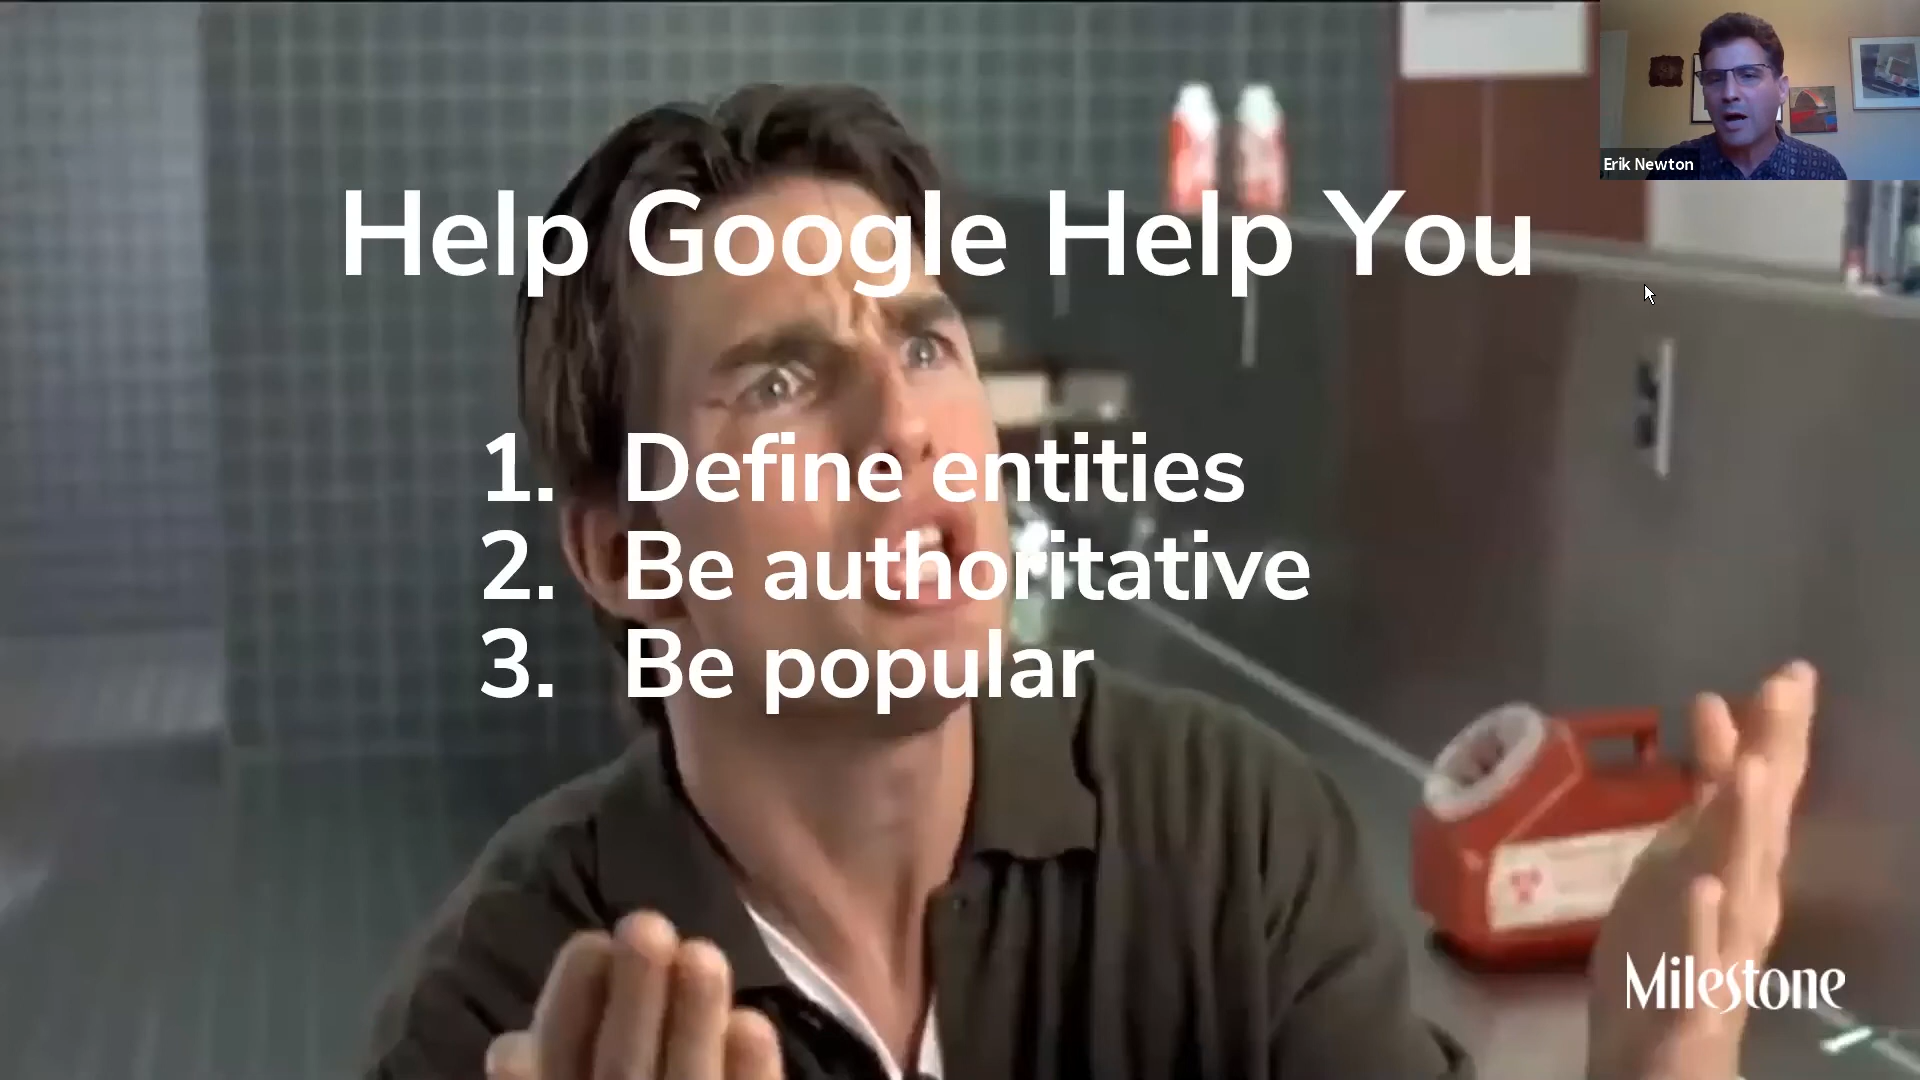 Erik Newton
Help Google Help You
1. Define entities
2. Be authoritative
3. Be popular
Milestone